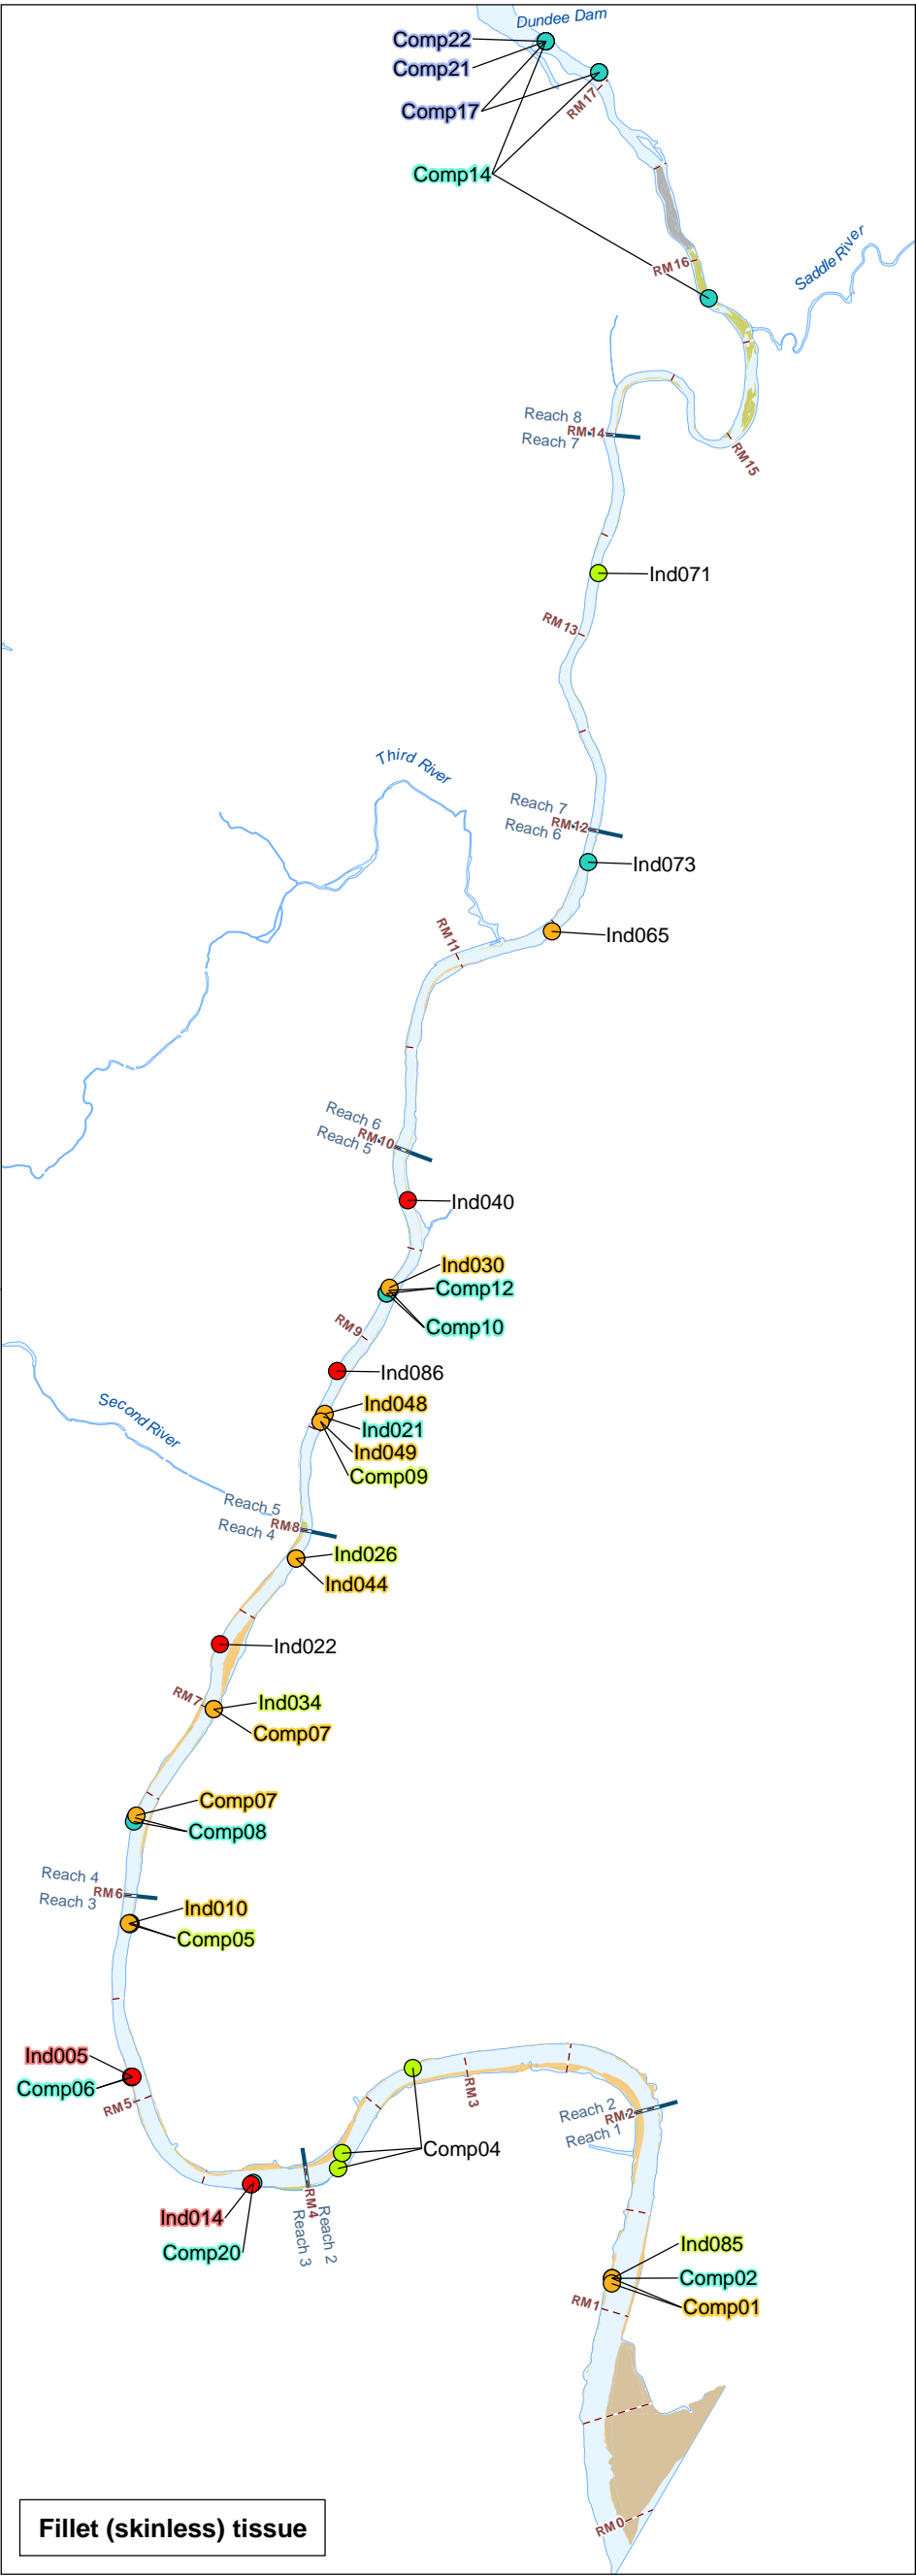 Dundee Dam
Comp22
Comp21
RM17
Comp17
Comp14
Saddle River
RM16
Reach 8
RM14
Reach 7
RM15
Ind071
RM13
Third River
Reach 7
RM12
Reach 6
Ind073
Ind065
RM11
Reach 6
RM10
Reach 5
Ind040
Ind030
Comp12
Comp10
RM9
Ind086
Ind048
Ind021
Ind049
Comp09
Second River
Reach 5
RM8
Reach 4
Ind026
Ind044
Ind022
RM7
Ind034
Comp07
Comp07
Comp08
Reach 4
RM6
Reach 3
Ind010
Comp05
Ind005
Comp06
RM5
RM3
Reach 2
RM2
Reach 1
Comp04
RM4
Reach 2
Reach 3
Ind014
Comp20
Ind085
Comp02
RM1
Comp01
RM0
Fillet (skinless) tissue